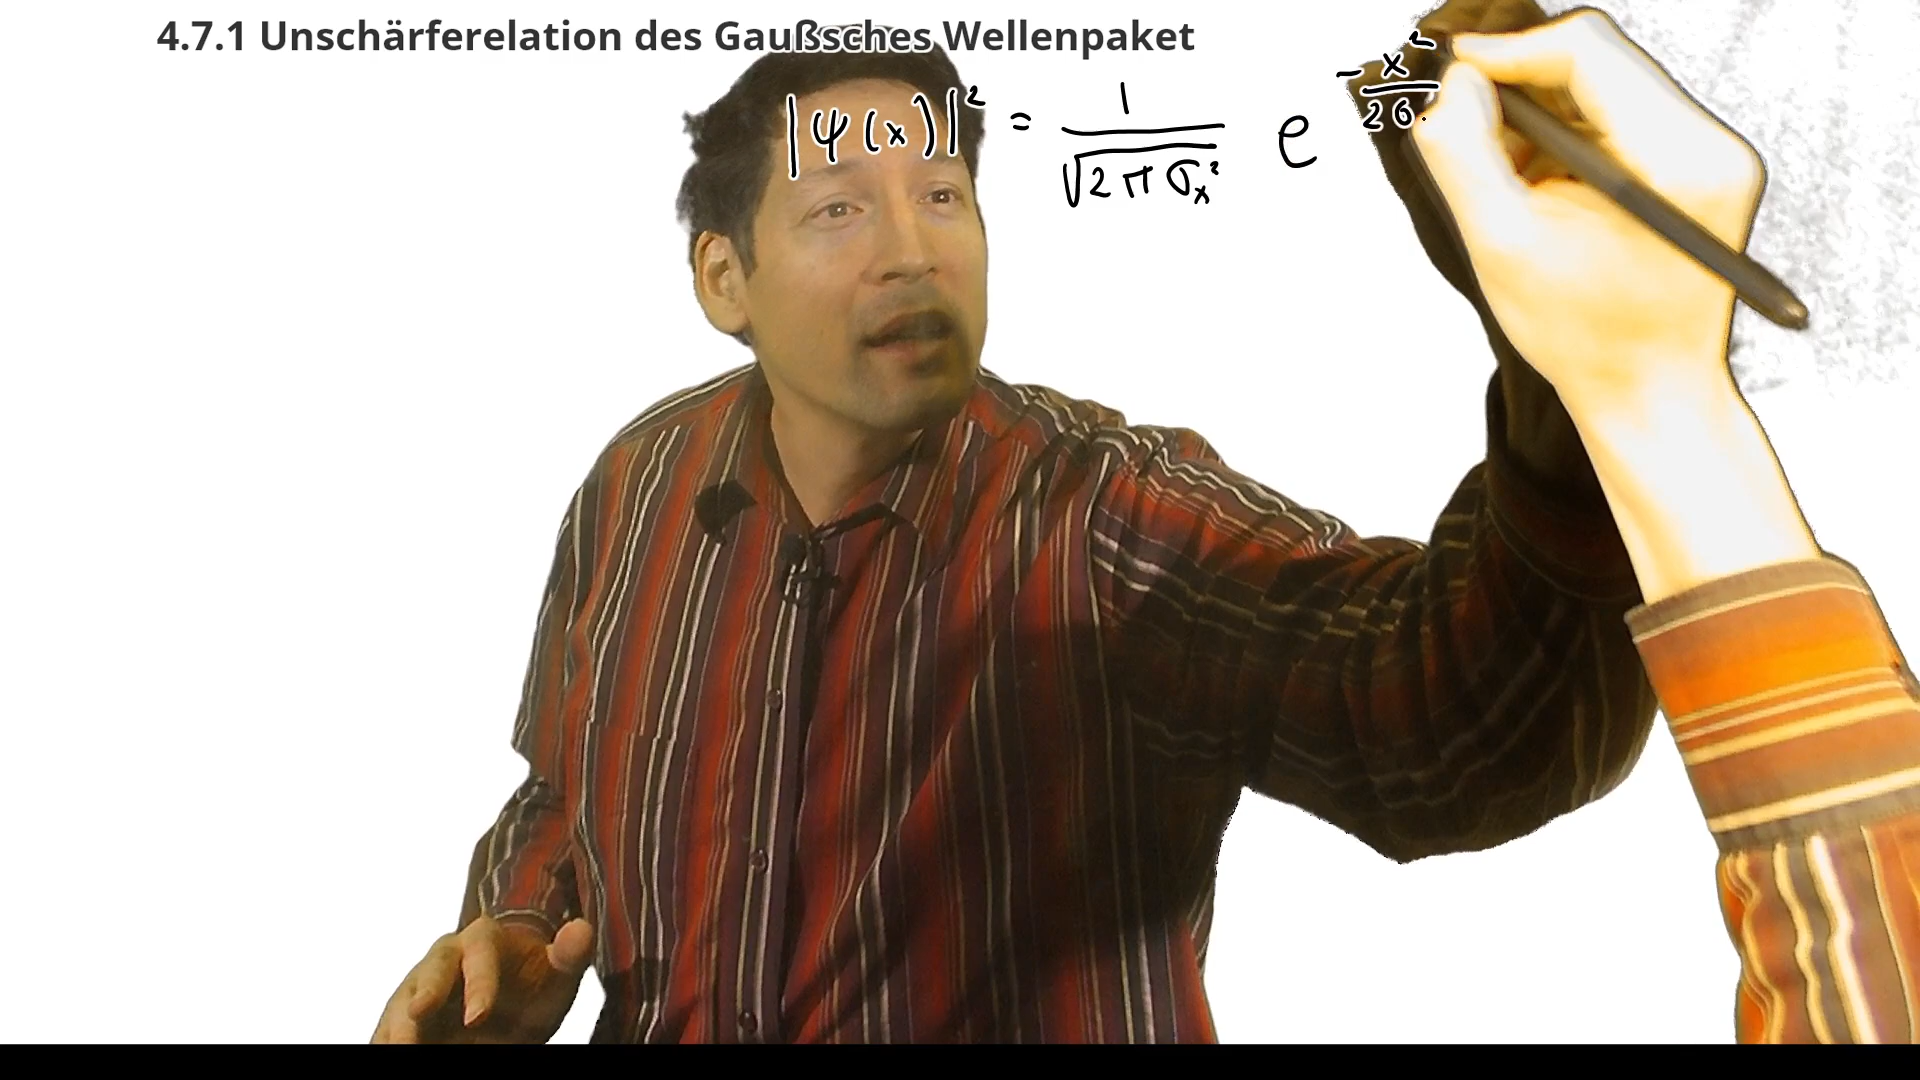 4.7.1 Unschärferelation des Gaußsches Wellenpaket
|ψ(x)|² = 1/√(2πσₓ²) e^(-x²/2σ